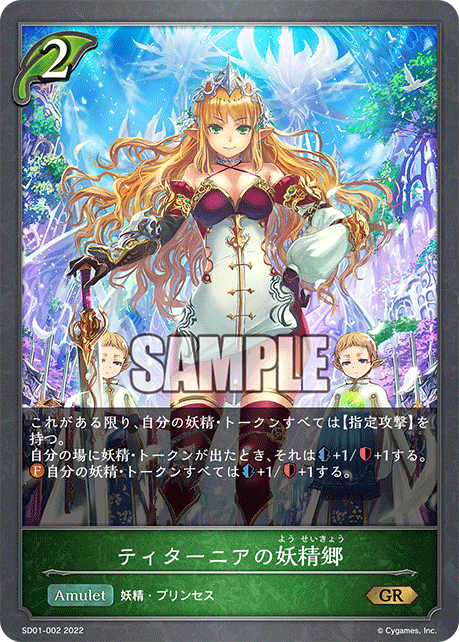 2
SAMPLE
これがある限り、自分の妖精・トークンすべては【指定攻撃】を
持つ。
自分の場に妖精・トークンが出たとき、それは+1/+1する。
F自分の妖精・トークンすべては+1/+1する。
よう せいきょう
ティターニアの妖精郷
Amulet 妖精・プリンセス GR
SD01-002 2022 © Cygames, Inc.